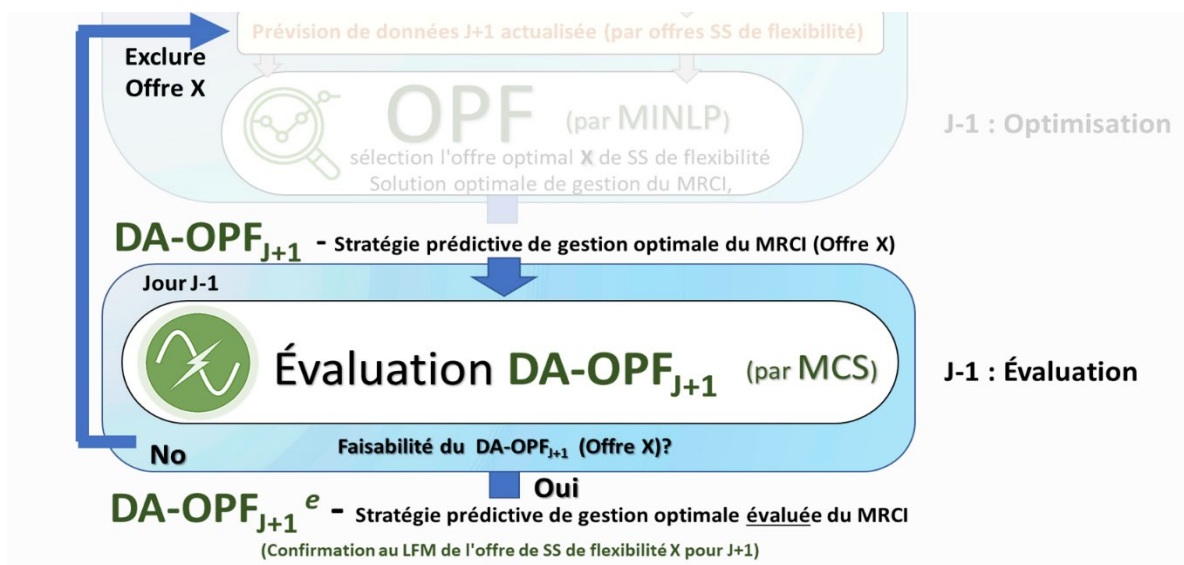 Prévision de données J+1 actualisée (par offres SS de flexibilité)
Exclure
Offre X
OPF (par MINLP)
sélection l'offre optimal X de SS de flexibilité
Solution optimale de gestion du MRCI,
J-1 : Optimisation
DA-OPF J+1 - Stratégie prédictive de gestion optimale du MRCI (Offre X)
Jour J-1
Évaluation DA-OPF J+1 (par MCS)
J-1 : Évaluation
Faisabilité du DA-OPF J+1 (Offre X)?
No
Oui
DA-OPF J+1 e - Stratégie prédictive de gestion optimale évaluée du MRCI
(Confirmation au LFM de l'offre de SS de flexibilité X pour J+1)